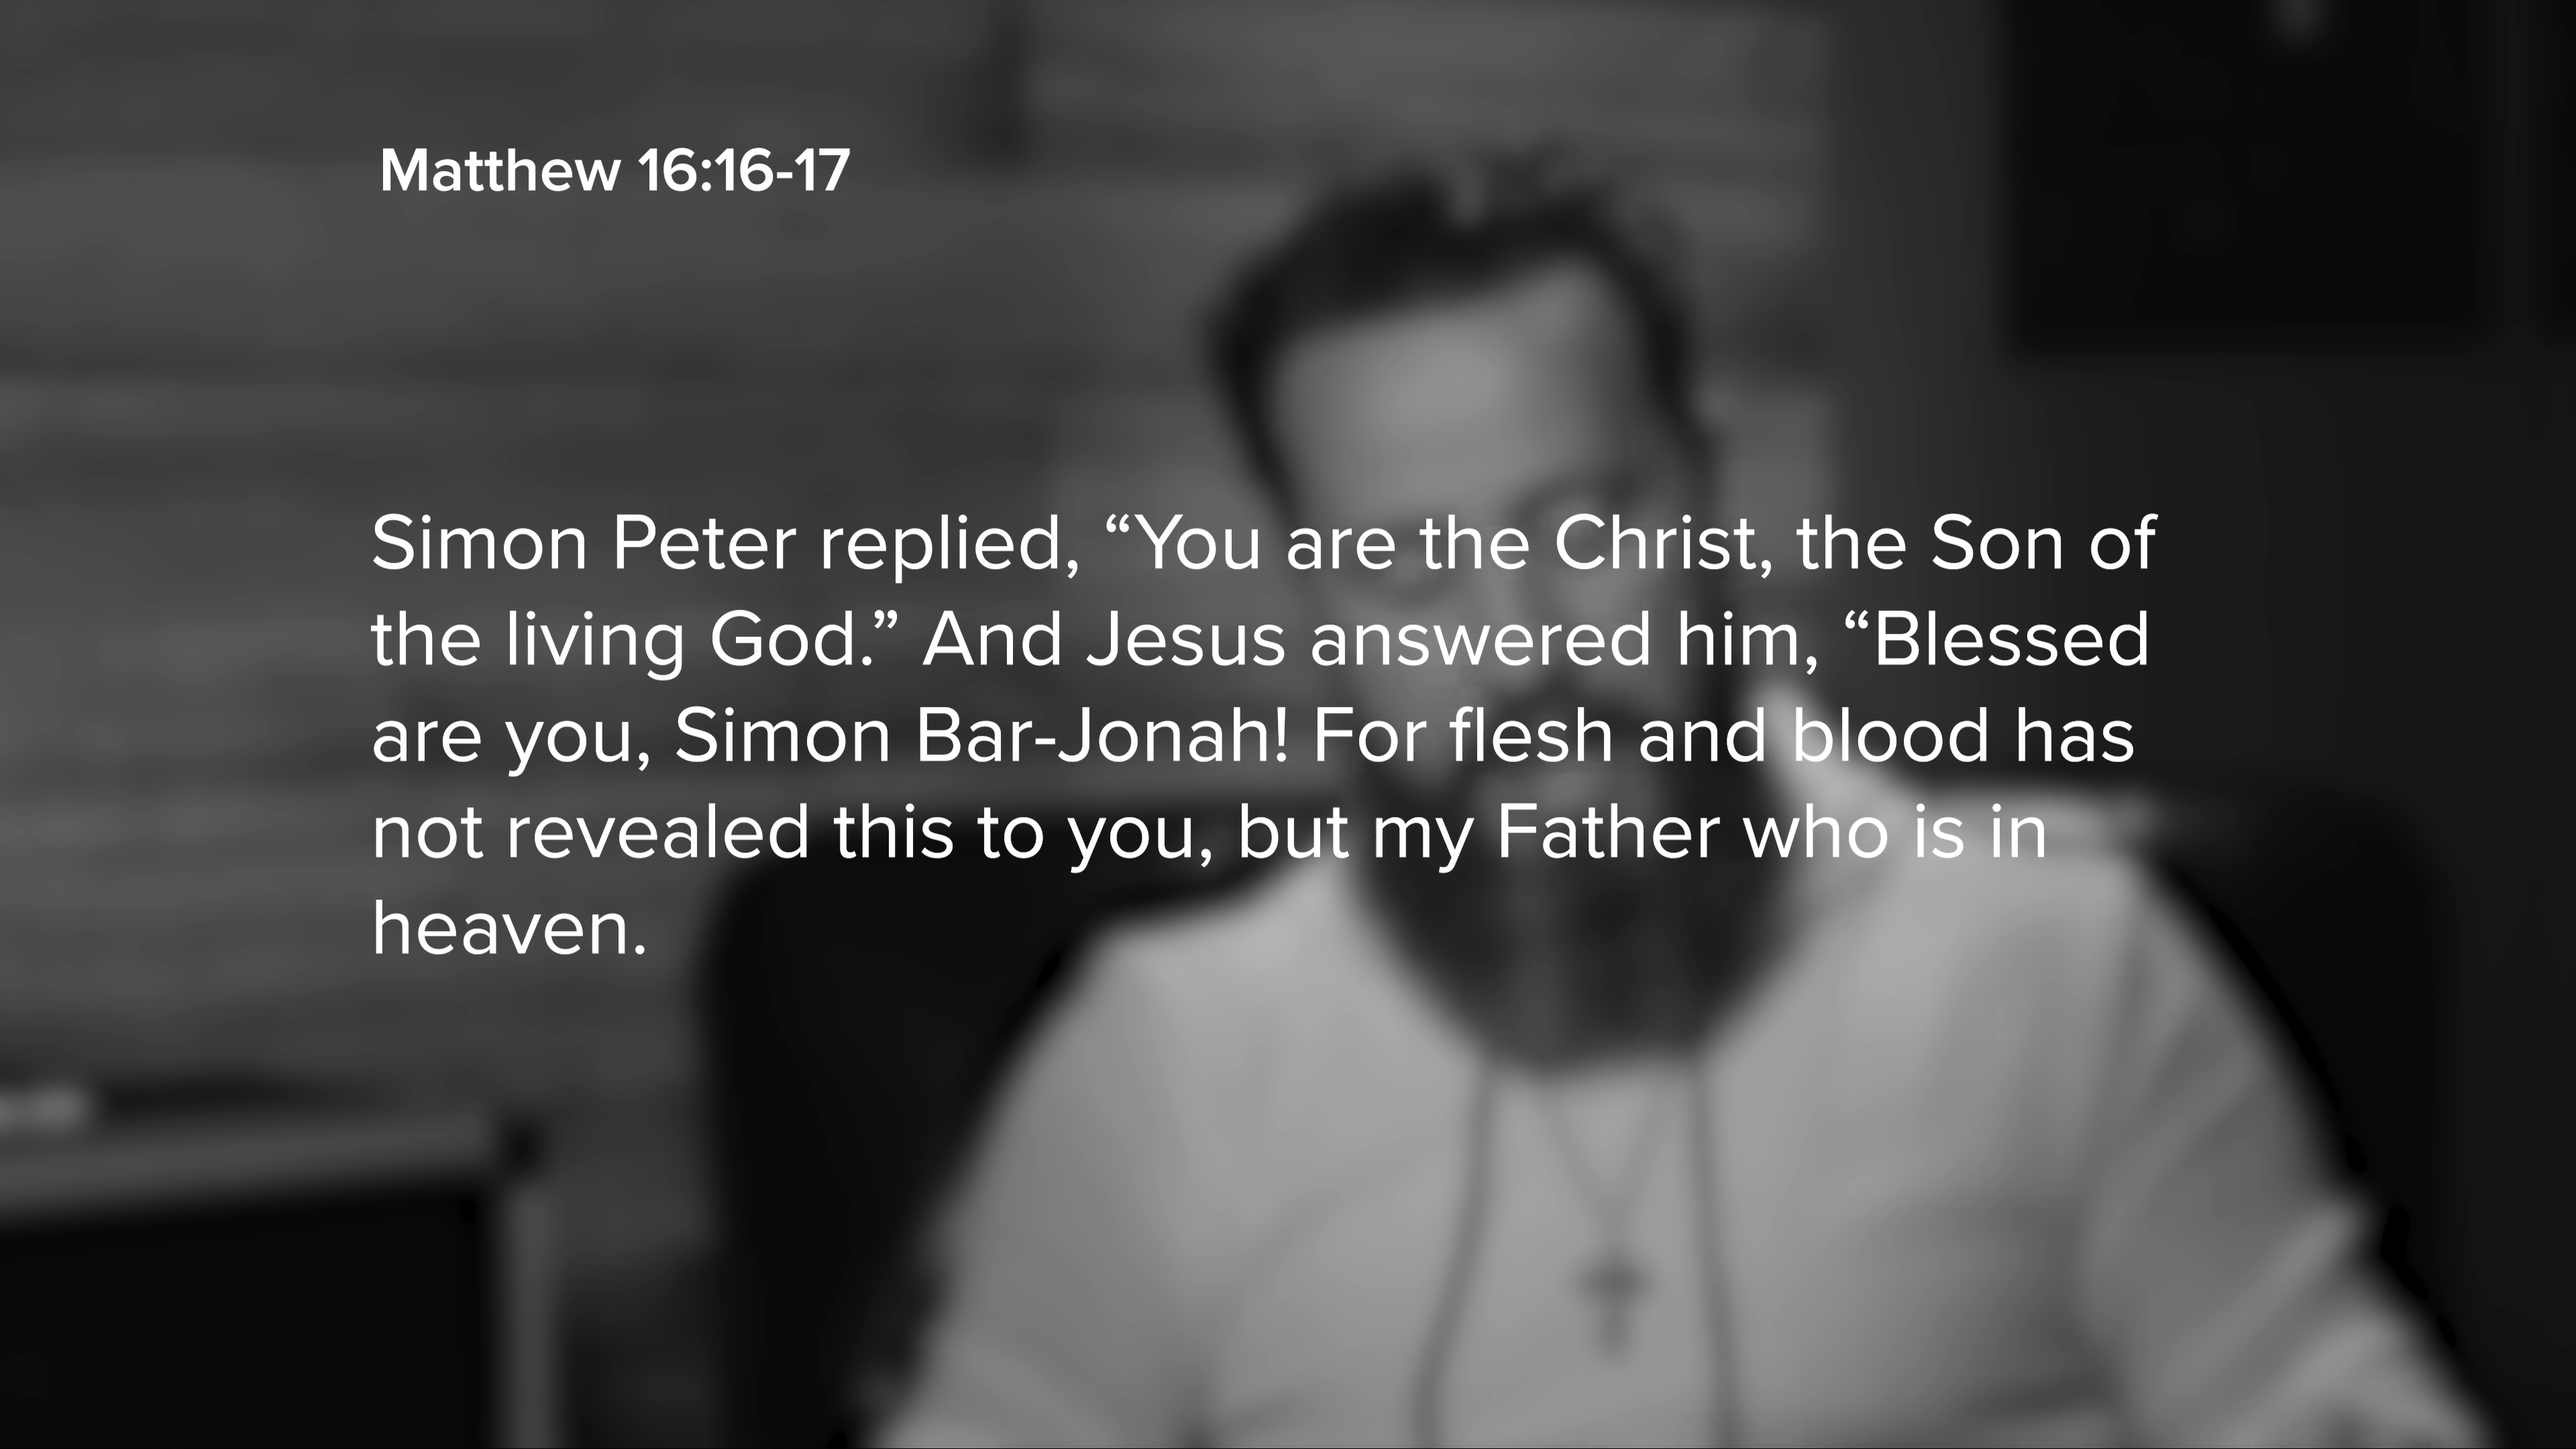 Matthew 16:16-17
Simon Peter replied, “You are the Christ, the Son of
the living God.” And Jesus answered him, “Blessed
are you, Simon Bar-Jonah! For flesh and blood has
not revealed this to you, but my Father who is in
heaven.